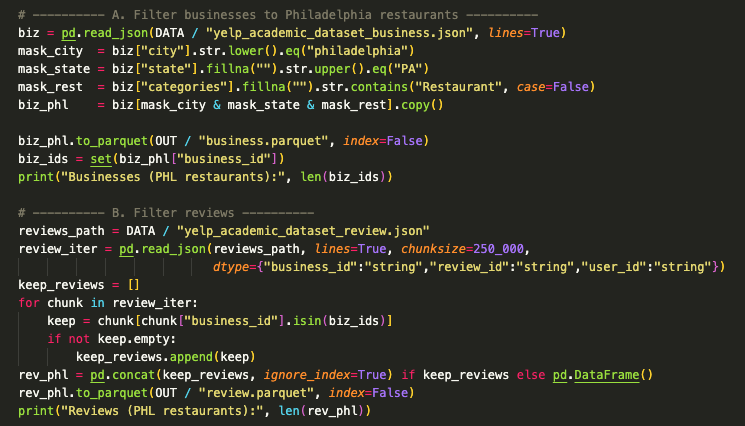 # ---------- A. Filter businesses to Philadelphia restaurants ----------
biz = pd.read_json(DATA / "yelp_academic_dataset_business.json", lines=True)
mask_city  = biz["city"].str.lower().eq("philadelphia")
mask_state = biz["state"].fillna("").str.upper().eq("PA")
mask_rest  = biz["categories"].fillna("").str.contains("Restaurant", case=False)
biz_phl    = biz[mask_city & mask_state & mask_rest].copy()

biz_phl.to_parquet(OUT / "business.parquet", index=False)
biz_ids = set(biz_phl["business_id"])
print("Businesses (PHL restaurants):", len(biz_ids))

# ---------- B. Filter reviews ----------
reviews_path = DATA / "yelp_academic_dataset_review.json"
review_iter = pd.read_json(reviews_path, lines=True, chunksize=250_000,
                           dtype={"business_id":"string","review_id":"string","user_id":"string"})
keep_reviews = []
for chunk in review_iter:
    keep = chunk[chunk["business_id"].isin(biz_ids)]
    if not keep.empty:
        keep_reviews.append(keep)
rev_phl = pd.concat(keep_reviews, ignore_index=True) if keep_reviews else pd.DataFrame()
rev_phl.to_parquet(OUT / "review.parquet", index=False)
print("Reviews (PHL restaurants):", len(rev_phl))